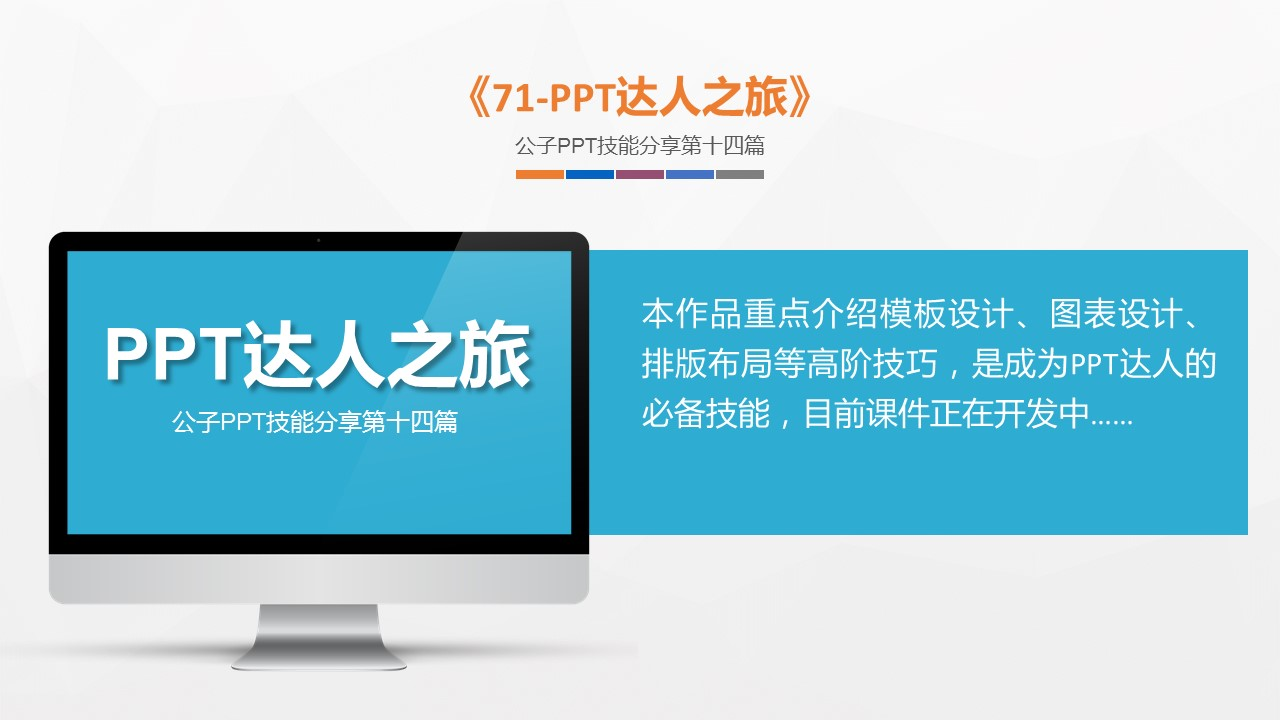 《71-PPT达人之旅》
公子PPT技能分享第十四篇
PPT达人之旅
公子PPT技能分享第十四篇
本作品重点介绍模板设计、图表设计、
排版布局等高阶技巧，是成为PPT达人的
必备技能，目前课件正在开发中……